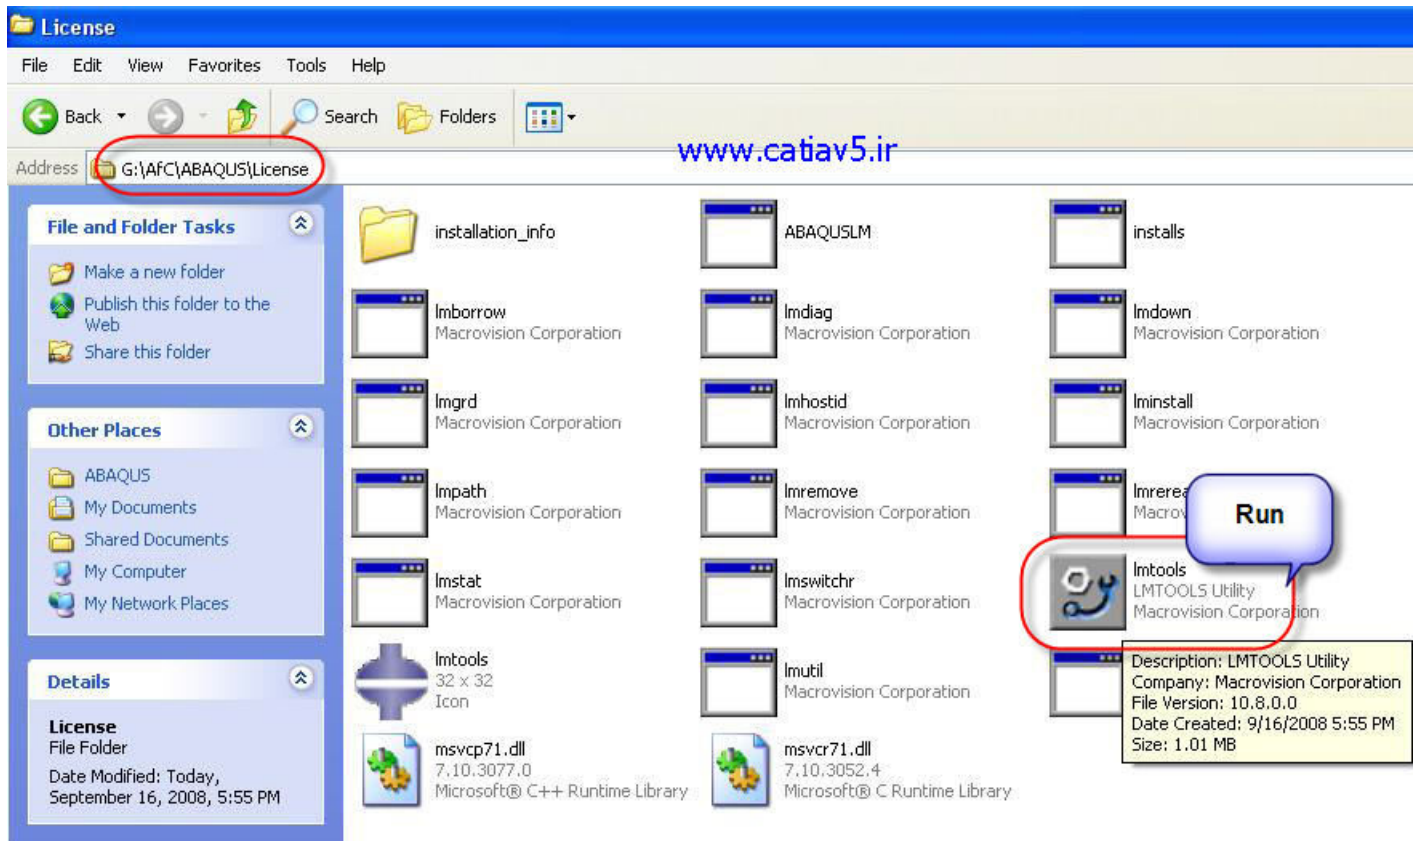 License
File Edit View Favorites Tools Help
Back Search Folders
www.catiav5.ir
Address G:\AfC\ABAQUS\License
File and Folder Tasks
Make a new folder
Publish this folder to the
Web
Share this folder
Other Places
ABAQUS
My Documents
Shared Documents
My Computer
My Network Places
Details
License
File Folder
Date Modified: Today,
September 16, 2008, 5:55 PM
installation_info
ABAQUSLM
installs
lmborrow
Macrovision Corporation
lmdiag
Macrovision Corporation
lmdown
Macrovision Corporation
lmgrd
Macrovision Corporation
lmhostid
Macrovision Corporation
lminstall
Macrovision Corporation
lmpath
Macrovision Corporation
lmremove
Macrovision Corporation
Run
lmstat
Macrovision Corporation
lmswitchr
Macrovision Corporation
lmtools
LMTOOLS Utility
Macrovision Corporation
lmtools
32 x 32
Icon
lmutil
Macrovision Corporation
Description: LMTOOLS Utility
Company: Macrovision Corporation
File Version: 10.8.0.0
Date Created: 9/16/2008 5:55 PM
Size: 1.01 MB
msvcp71.dll
7.10.3077.0
Microsoft® C++ Runtime Library
msvcr71.dll
7.10.3052.4
Microsoft® C Runtime Library